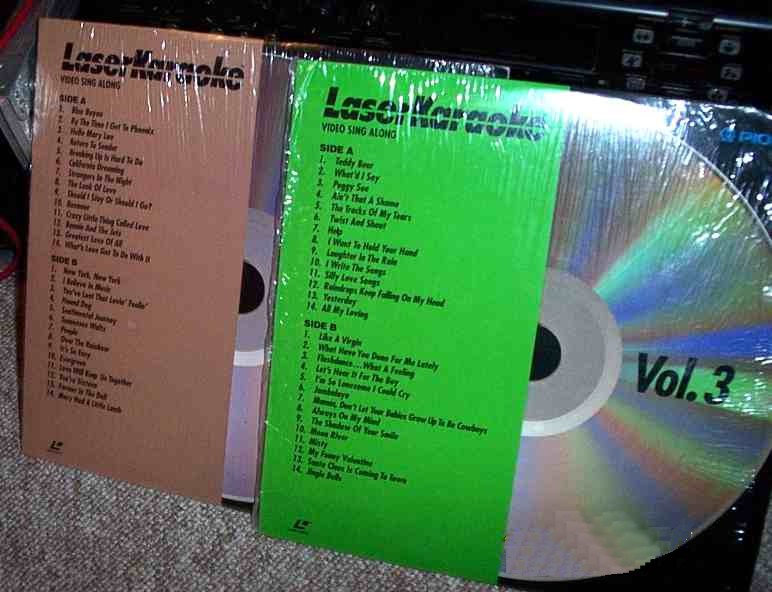 LaserKaraoke
VIDEO SING ALONG
SIDE A
1. Blue Bayou
2. By The Time I Get To Phoenix
3. Hello Mary Lou
4. Return To Sender
5. Breaking Up Is Hard To Do
6. California Dreaming
7. Strangers In The Night
8. The Look Of Love
9. Should I Stay Or Should I Go?
10.
11. Crazy Little Thing Called Love
12. Bennie And The Jets
13. Greatest Love Of All
14. What's Love Got To Do With It
SIDE B
1. New York, New York
2. I Believe In Music
3. You've Lost That Lovin' Feelin'
4. Hound Dog
5. Sentimental Journey
6. Tennessee Waltz
7. People
8. Over The Rainbow
9. It's So Easy
10. Evergreen
11. Love Will Keep Us Together
12. You're Sixteen
13. Farmer In The Dell
14. Mary Had A Little Lamb
LaserKaraoke
VIDEO SING ALONG
SIDE A
1. Teddy Bear
2. What'd I Say
3. Peggy Sue
4. Ain't That A Shame
5. The Tracks Of My Tears
6. Twist And Shout
7. Help
8. I Want To Hold Your Hand
9. Laughter In The Rain
10. I Write The Songs
11. Silly Love Songs
12. Raindrops Keep Falling On My Head
13. Yesterday
14. All My Loving
SIDE B
1. Like A Virgin
2. What Have You Done For Me Lately
3. Flashdance... What A Feeling
4. Let's Hear It For The Boy
5. I'm So Lonesome I Could Cry
6. Jambalaya
7. Mamas, Don't Let Your Babies Grow Up To Be Cowboys
8. Always On My Mind
9. The Shadow Of Your Smile
10. Moon River
11. Misty
12. My Funny Valentine
13. Santa Claus Is Coming To Town
14. Jingle Bells
PIO
Vol. 3